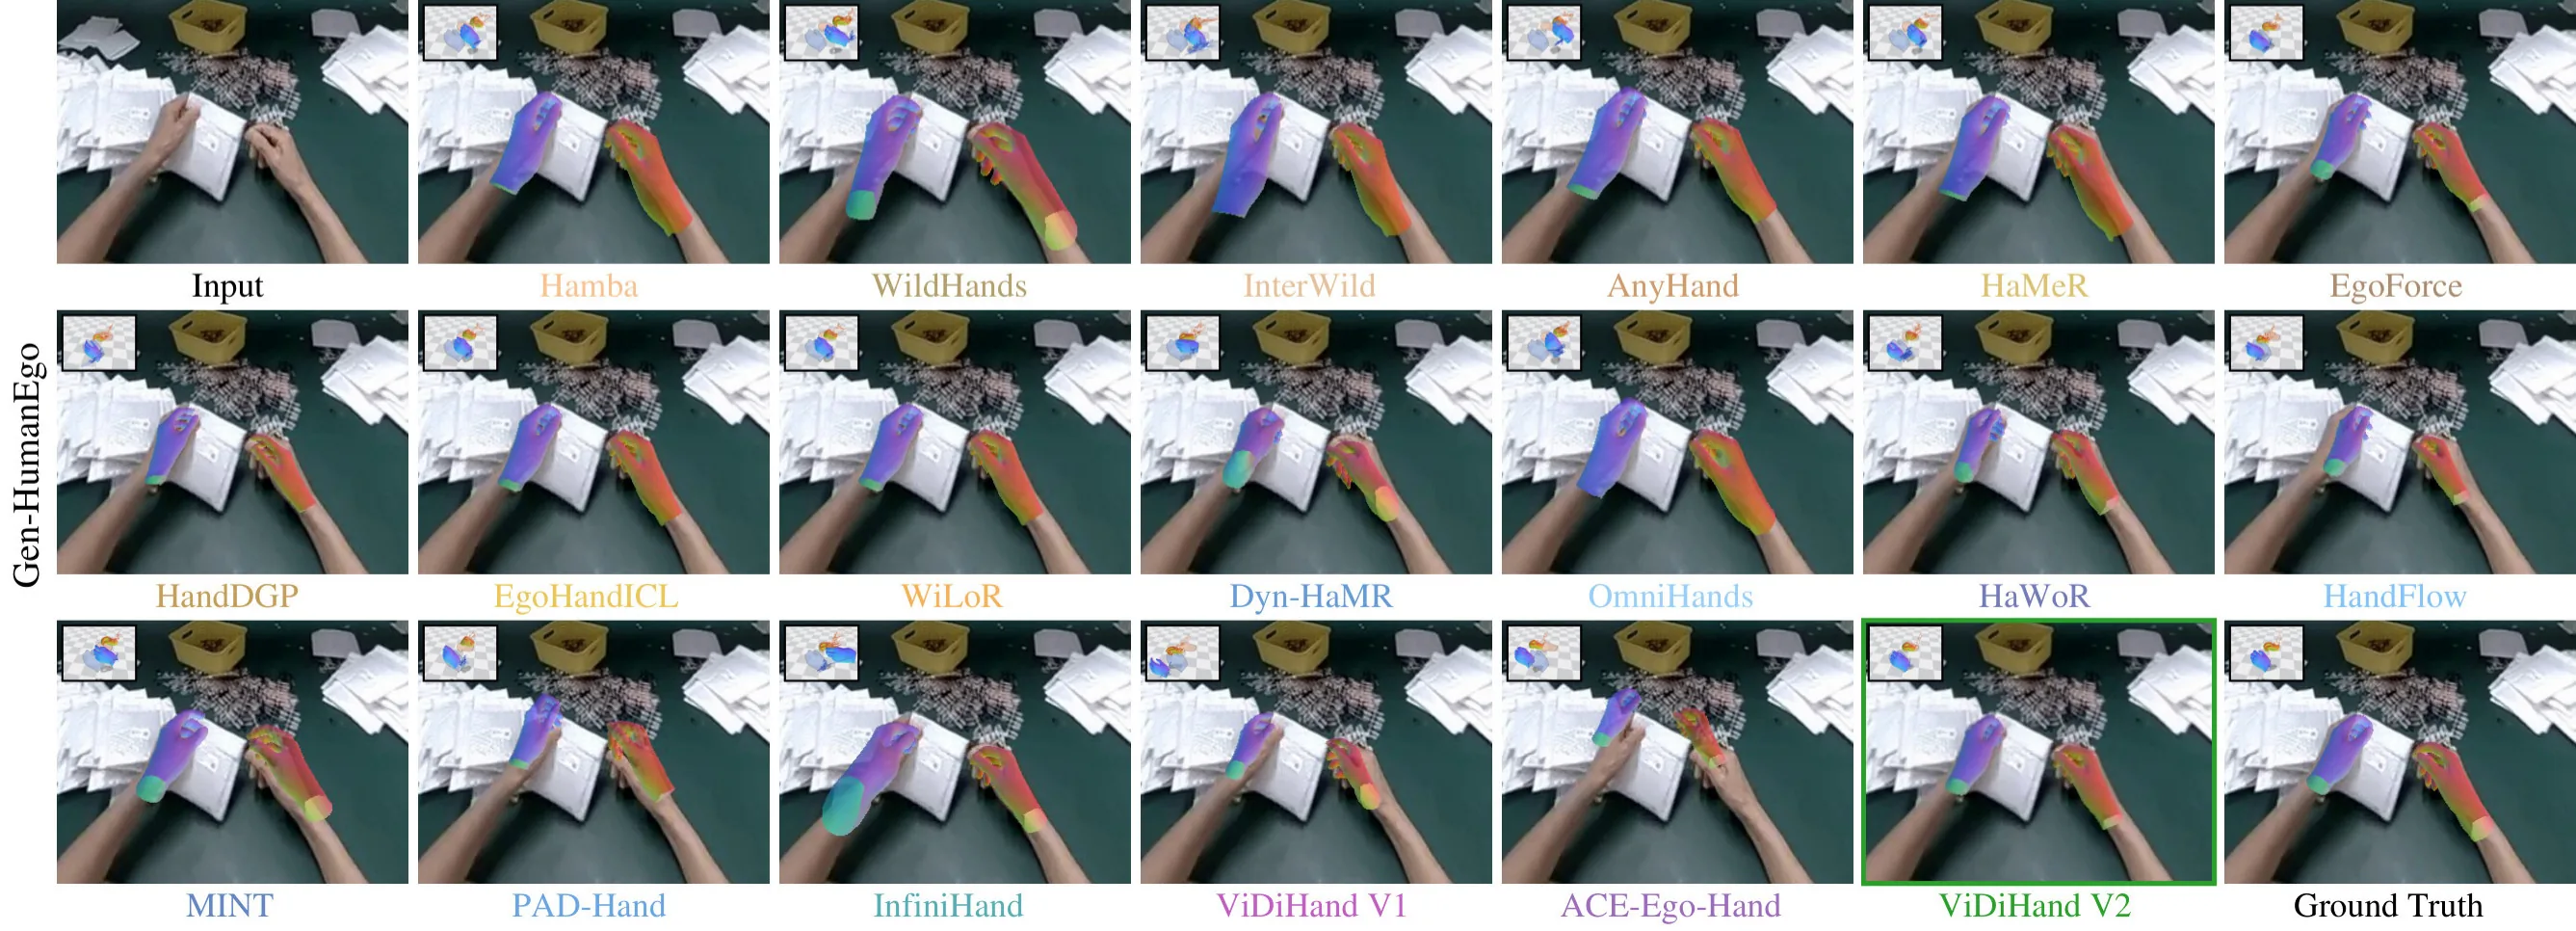 Gen-HumanEgo
Input
Hamba
WildHands
InterWild
AnyHand
HaMeR
EgoForce
HandDGP
EgoHandICL
WiLoR
Dyn-HaMR
OmniHands
HaWoR
HandFlow
MINT
PAD-Hand
InfiniHand
ViDiHand V1
ACE-Ego-Hand
ViDiHand V2
Ground Truth